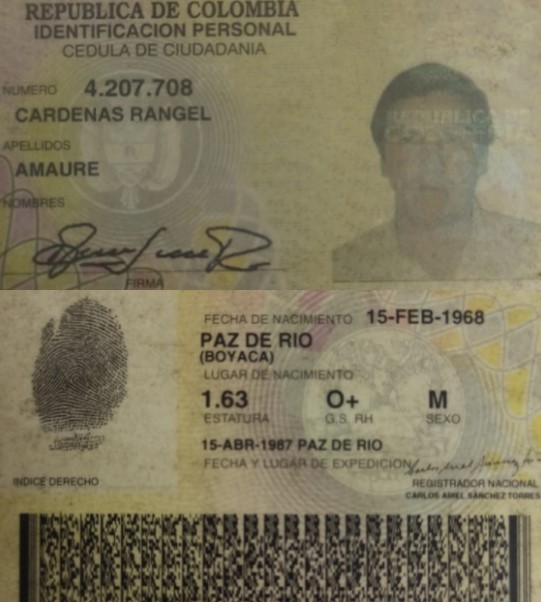 REPUBLICA DE COLOMBIA
IDENTIFICACION PERSONAL
CEDULA DE CIUDADANIA
NUMERO 4.207.708
CARDENAS RANGEL
APELLIDOS
AMAURE
NOMBRES
FIRMA
FECHA DE NACIMIENTO 15-FEB-1968
PAZ DE RIO
(BOYACA)
LUGAR DE NACIMIENTO
1.63 O+ M
ESTATURA G.S. RH SEXO
15-ABR-1987 PAZ DE RIO
FECHA Y LUGAR DE EXPEDICION
INDICE DERECHO
REGISTRADOR NACIONAL
CARLOS ARIEL SANCHEZ TORRES